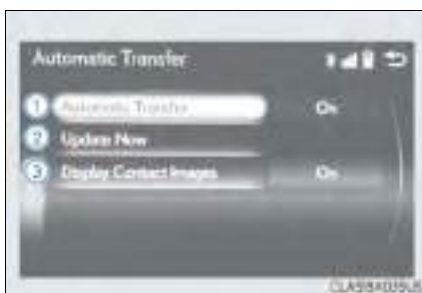 Automatic Transfer
1 Automatic Transfer On
2 Update Now
3 Display Contact Images On